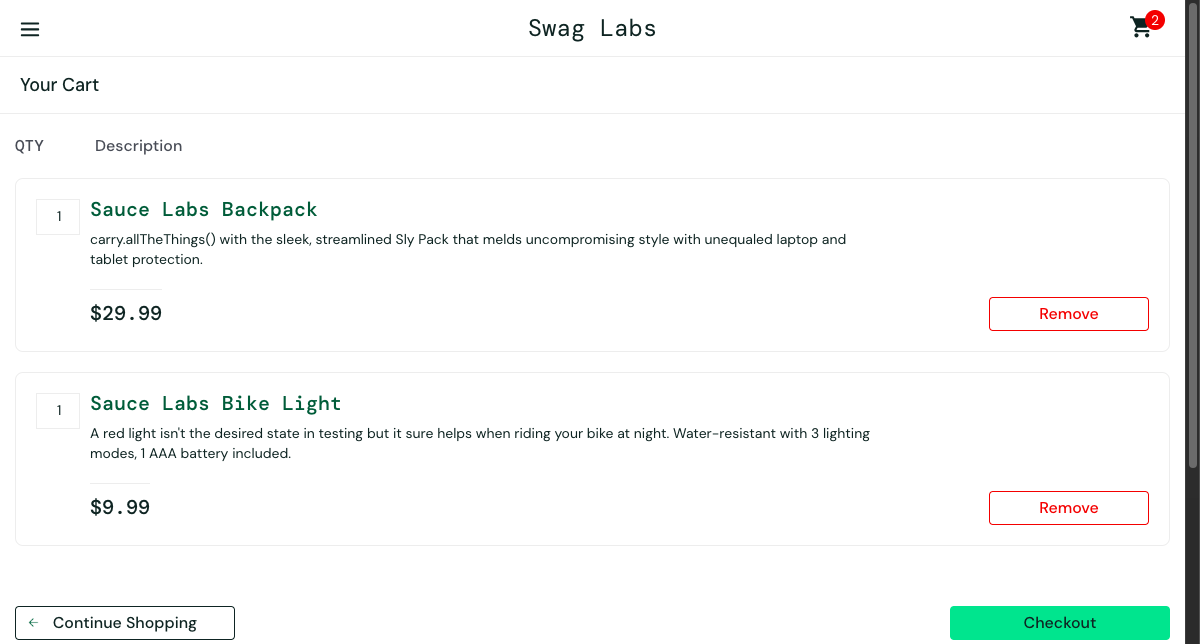 Swag Labs
2
Your Cart
QTY Description
1
Sauce Labs Backpack
carry.allTheThings() with the sleek, streamlined Sly Pack that melds uncompromising style with unequaled laptop and
tablet protection.
$29.99
Remove
1
Sauce Labs Bike Light
A red light isn't the desired state in testing but it sure helps when riding your bike at night. Water-resistant with 3 lighting
modes, 1 AAA battery included.
$9.99
Remove
Continue Shopping
Checkout